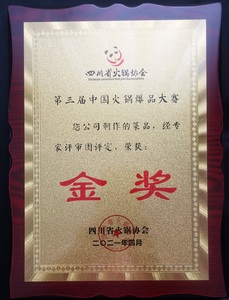 四川省火锅协会
第三届中国火锅爆品大赛
您公司制作的菜品，经专
家评审团评定，荣获：
金奖
四川省火锅协会
二〇二一年四月